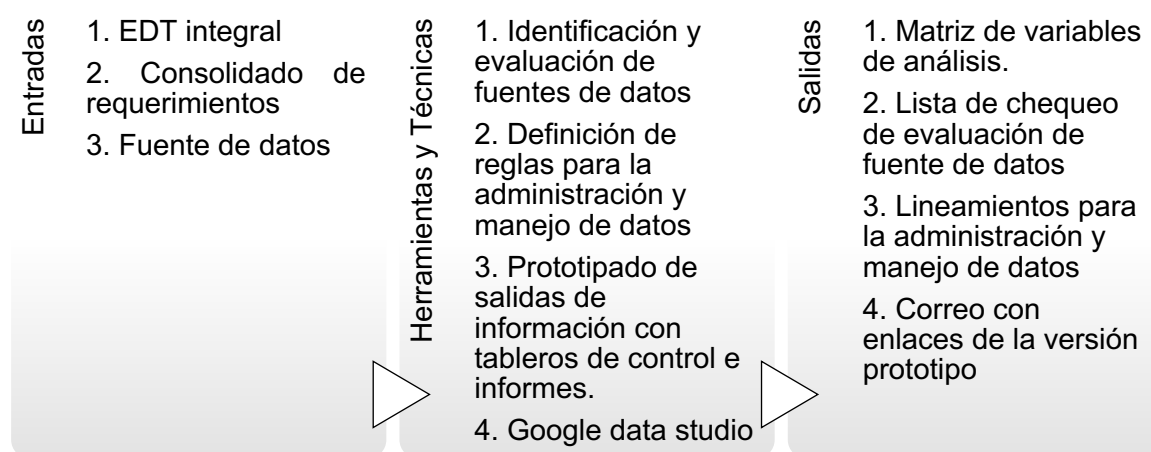 Entradas
1. EDT integral
2. Consolidado de
requerimientos
3. Fuente de datos
Herramientas y Técnicas
1. Identificación y
evaluación de
fuentes de datos
2. Definición de
reglas para la
administración y
manejo de datos
3. Prototipado de
salidas de
información con
tableros de control e
informes.
4. Google data studio
Salidas
1. Matriz de variables
de análisis.
2. Lista de chequeo
de evaluación de
fuente de datos
3. Lineamientos para
la administración y
manejo de datos
4. Correo con
enlaces de la versión
prototipo